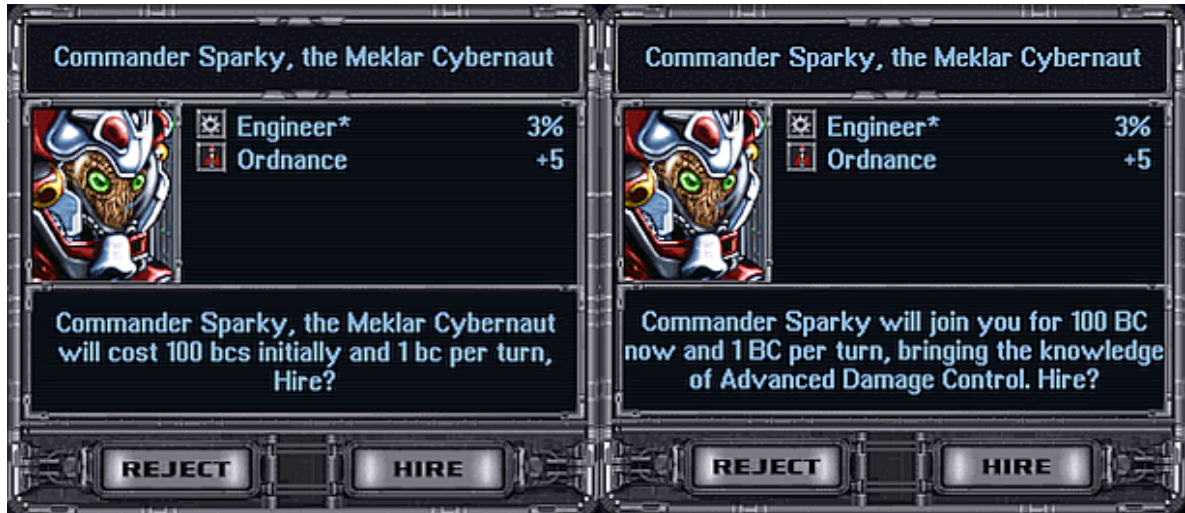 Commander Sparky, the Meklar Cybernaut
Engineer* 3%
Ordnance +5
Commander Sparky, the Meklar Cybernaut
will cost 100 bcs initially and 1 bc per turn,
Hire?
REJECT HIRE
Commander Sparky, the Meklar Cybernaut
Engineer* 3%
Ordnance +5
Commander Sparky will join you for 100 BC
now and 1 BC per turn, bringing the knowledge
of Advanced Damage Control. Hire?
REJECT HIRE